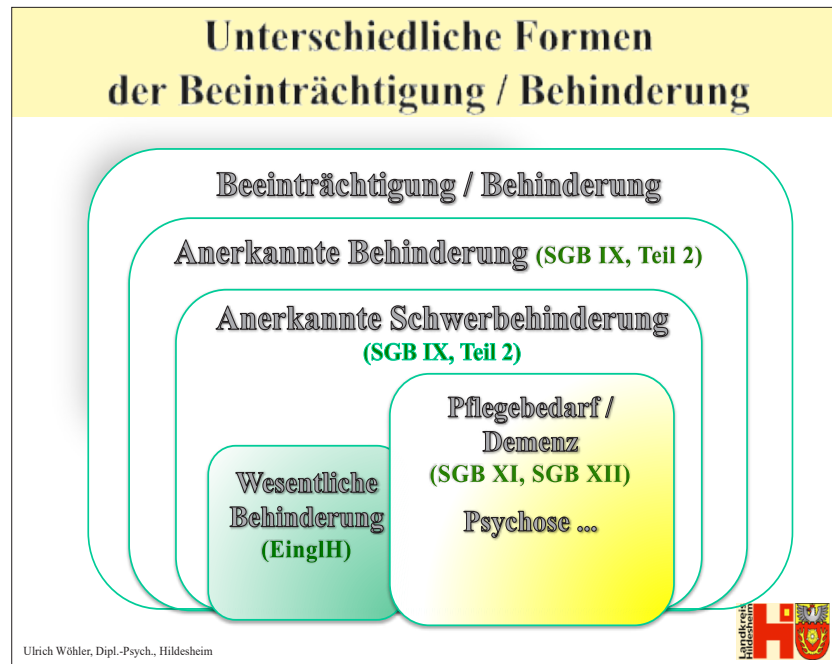 Unterschiedliche Formen
der Beeinträchtigung / Behinderung
Beeinträchtigung / Behinderung
Anerkannte Behinderung (SGB IX, Teil 2)
Anerkannte Schwerbehinderung
(SGB IX, Teil 2)
Pflegebedarf /
Demenz
(SGB XI, SGB XII)
Psychose ...
Wesentliche
Behinderung
(EinglH)
Ulrich Wöhler, Dipl.-Psych., Hildesheim
Landkreis
Hildesheim
Hi